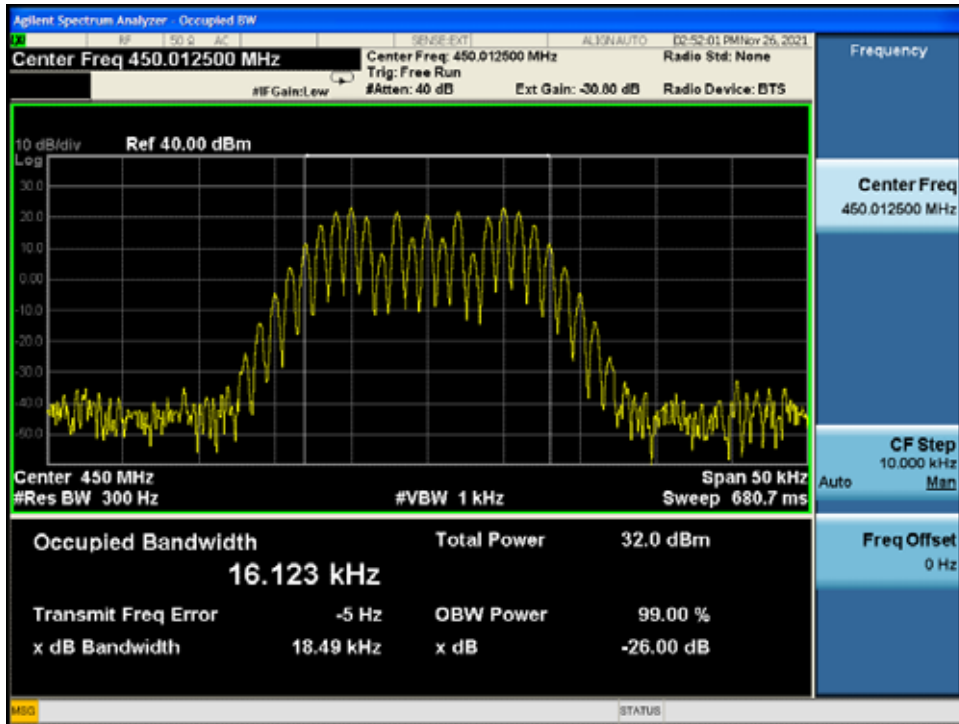 Agilent Spectrum Analyzer - Occupied BW
LXI RF 50 Ω AC SENSE:EXT ALIGNAUTO 02:52:01 PMNov 26, 2021
Center Freq 450.012500 MHz
Center Freq: 450.012500 MHz
Radio Std: None
Trig: Free Run
#IFGain:Low
#Atten: 40 dB
Ext Gain: -30.00 dB
Radio Device: BTS
10 dB/div Ref 40.00 dBm
Log
30.0
20.0
10.0
0.00
-10.0
-20.0
-30.0
-40.0
-50.0
Center 450 MHz Span 50 kHz
#Res BW 300 Hz #VBW 1 kHz Sweep 680.7 ms
Occupied Bandwidth Total Power 32.0 dBm
16.123 kHz
Transmit Freq Error -5 Hz OBW Power 99.00 %
x dB Bandwidth 18.49 kHz x dB -26.00 dB
MSG STATUS
Frequency
Center Freq
450.012500 MHz
CF Step
10.000 kHz
Auto Man
Freq Offset
0 Hz